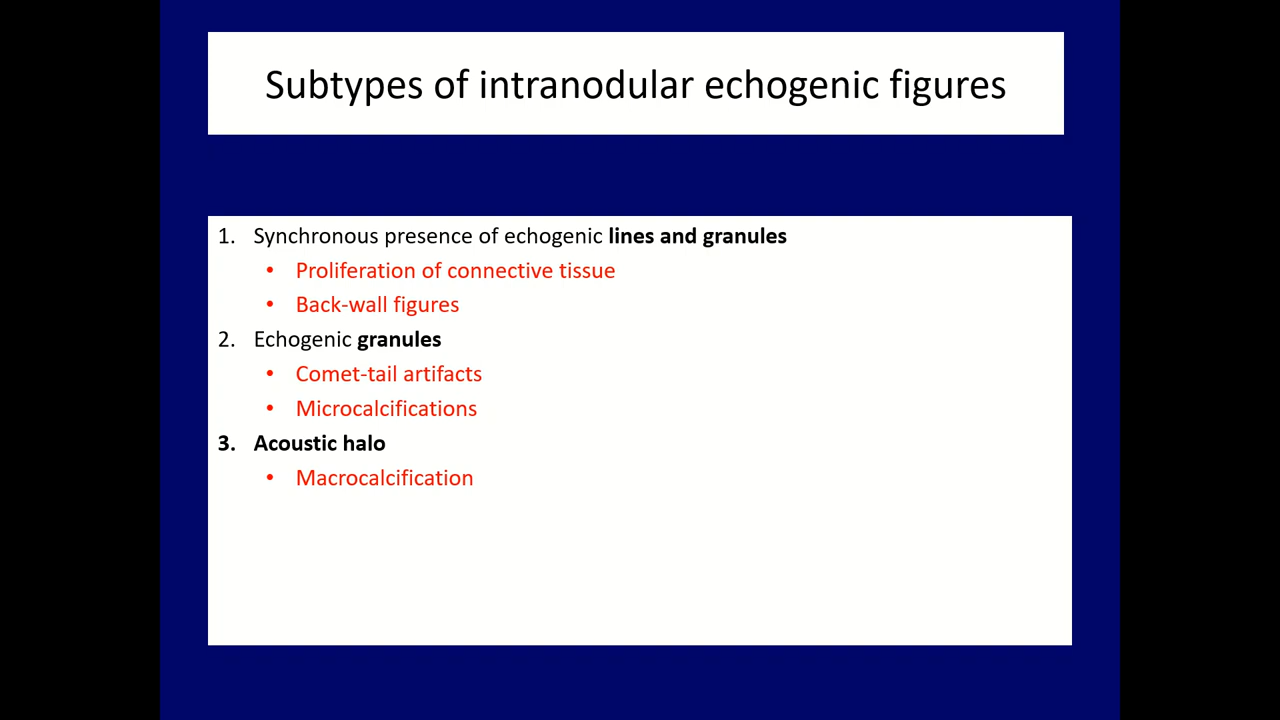 Subtypes of intranodular echogenic figures
1. Synchronous presence of echogenic lines and granules
• Proliferation of connective tissue
• Back-wall figures
2. Echogenic granules
• Comet-tail artifacts
• Microcalcifications
3. Acoustic halo
• Macrocalcification